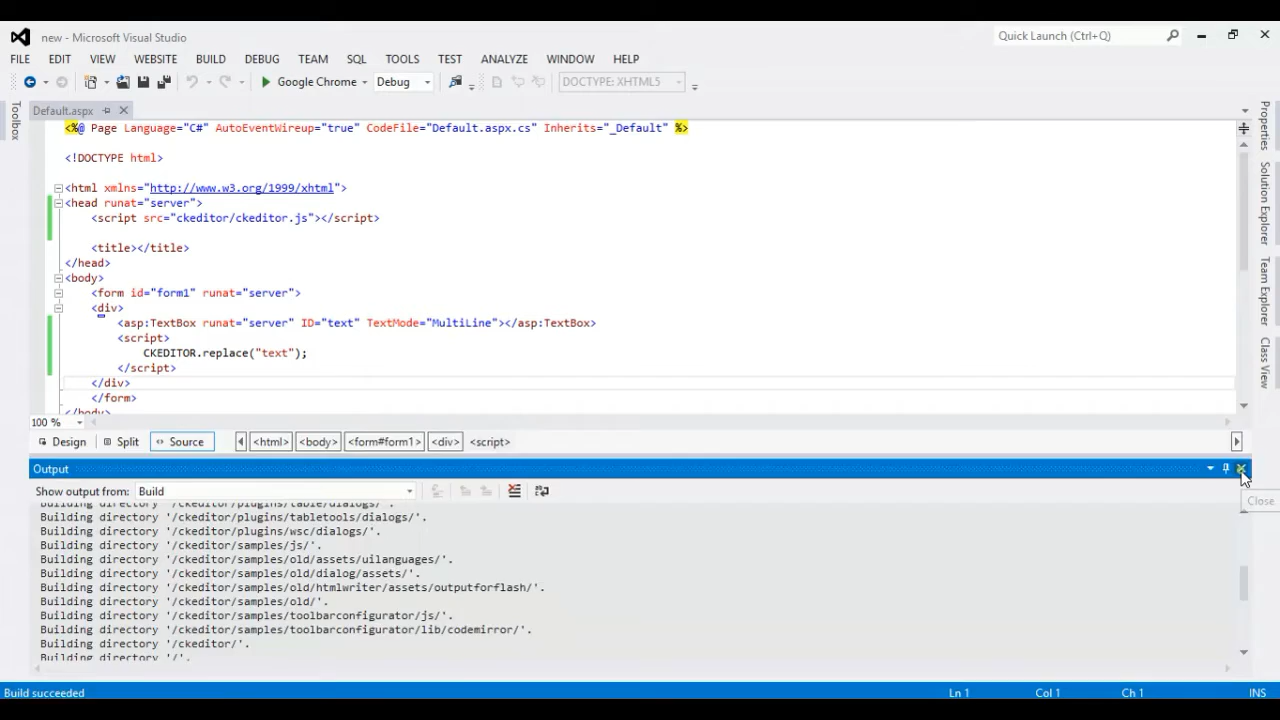 new - Microsoft Visual Studio
Quick Launch (Ctrl+Q)
FILE EDIT VIEW WEBSITE BUILD DEBUG TEAM SQL TOOLS TEST ANALYZE WINDOW HELP
Google Chrome Debug DOCTYPE: XHTML5
Toolbox
Default.aspx
<%@ Page Language="C#" AutoEventWireup="true" CodeFile="Default.aspx.cs" Inherits="_Default" %>
<!DOCTYPE html>
<html xmlns="http://www.w3.org/1999/xhtml">
<head runat="server">
<script src="ckeditor/ckeditor.js"></script>
<title></title>
</head>
<body>
<form id="form1" runat="server">
<div>
<asp:TextBox runat="server" ID="text" TextMode="MultiLine"></asp:TextBox>
<script>
CKEDITOR.replace("text");
</script>
</div>
</form>
</body>
Properties
Solution Explorer
Team Explorer
Class View
100 %
Design Split Source <html> <body> <form#form1> <div> <script>
Output
Show output from: Build
Close
Building directory '/ckeditor/plugins/table/dialogs/'.
Building directory '/ckeditor/plugins/tabletools/dialogs/'.
Building directory '/ckeditor/plugins/wsc/dialogs/'.
Building directory '/ckeditor/samples/js/'.
Building directory '/ckeditor/samples/old/assets/uilanguages/'.
Building directory '/ckeditor/samples/old/dialog/assets/'.
Building directory '/ckeditor/samples/old/htmlwriter/assets/outputforflash/'.
Building directory '/ckeditor/samples/old/'.
Building directory '/ckeditor/samples/toolbarconfigurator/js/'.
Building directory '/ckeditor/samples/toolbarconfigurator/lib/codemirror/'.
Building directory '/ckeditor/'.
Building directory '/'.
Build succeeded Ln 1 Col 1 Ch 1 INS